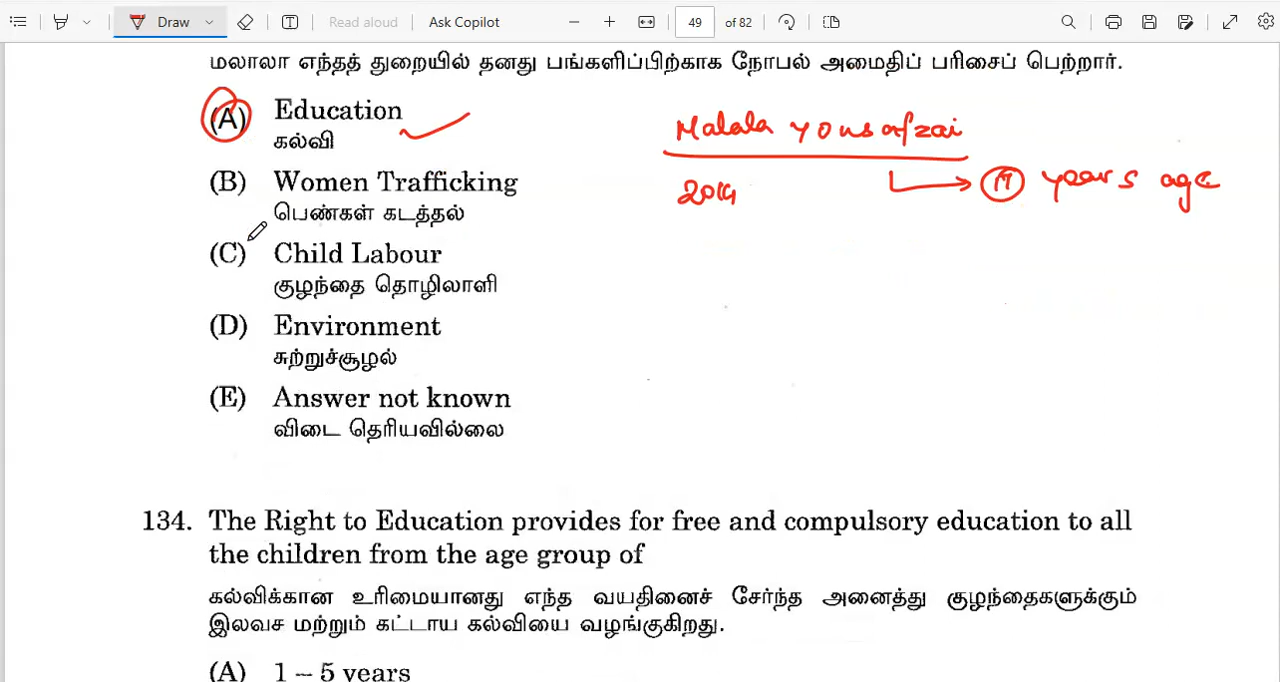 Draw
Read aloud
Ask Copilot
49 of 82
மலாலா எந்தத் துறையில் தனது பங்களிப்பிற்காக நோபல் அமைதிப் பரிசைப் பெற்றார்.
(A) Education
கல்வி
Malala yousafzai
(B) Women Trafficking
2014
17 years age
பெண்கள் கடத்தல்
(C) Child Labour
குழந்தை தொழிலாளி
(D) Environment
சுற்றுச்சூழல்
(E) Answer not known
விடை தெரியவில்லை
134. The Right to Education provides for free and compulsory education to all
the children from the age group of
கல்விக்கான உரிமையானது எந்த வயதினைச் சேர்ந்த அனைத்து குழந்தைகளுக்கும்
இலவச மற்றும் கட்டாய கல்வியை வழங்குகிறது.
(A) 1 – 5 years